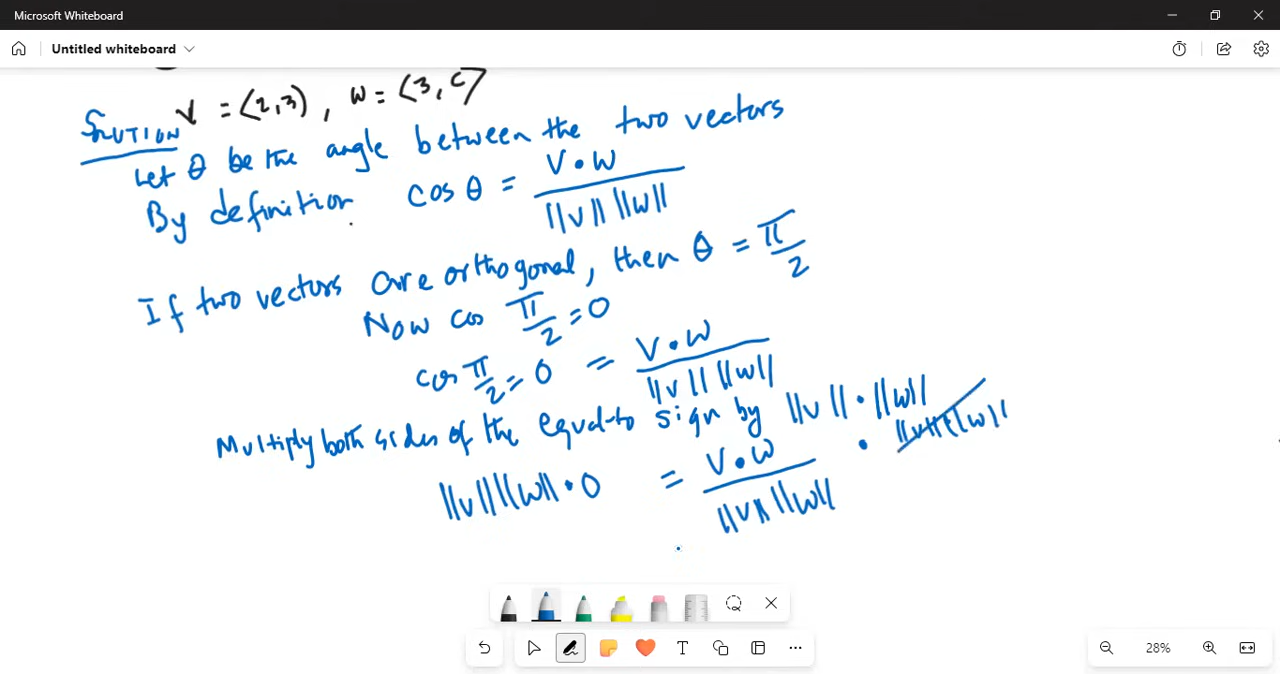 Microsoft Whiteboard
Untitled whiteboard
V = (2,3), W = (3, C)
SOLUTION
Let θ be the angle between the two vectors
By definition cos θ = V • W / ||v|| ||w||
If two vectors are orthogonal, then θ = π/2
Now cos π/2 = 0
cos π/2 = 0 = V • W / ||v|| ||w||
Multiply both sides of the equal-to sign by ||v|| • ||w||
||v|| ||w|| • 0 = V • W / ||v|| ||w|| • ||v|| ||w||
28%